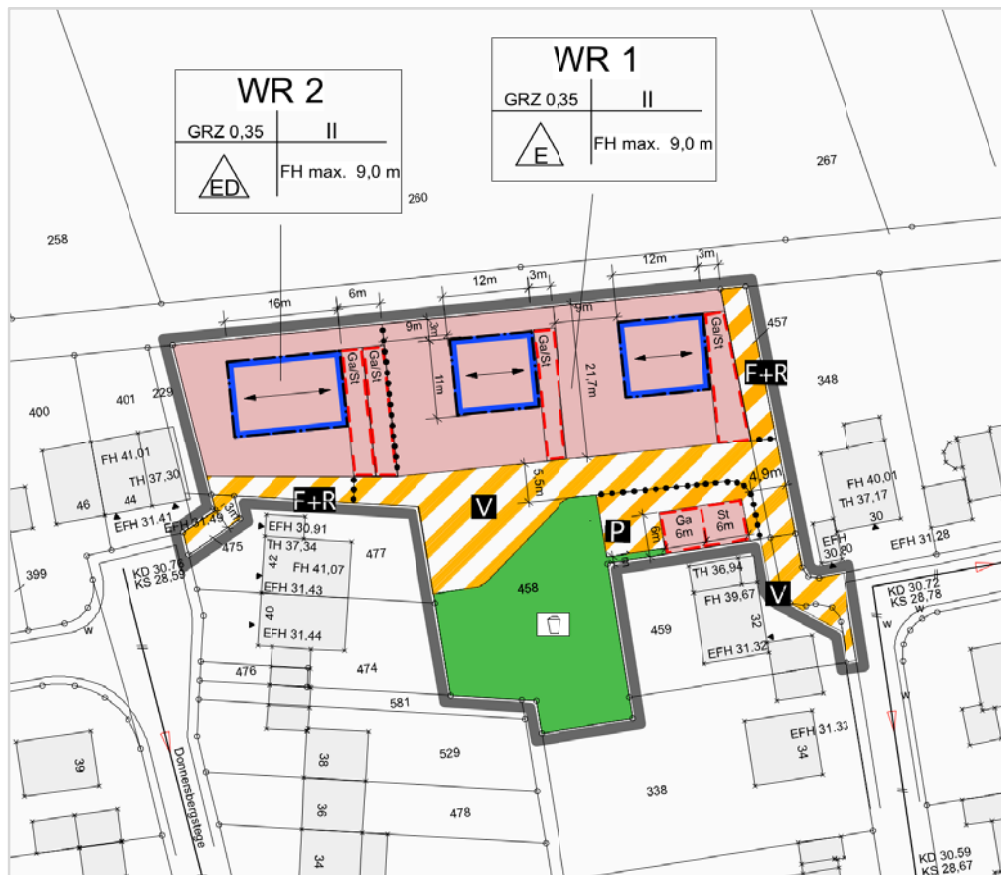 WR 2
GRZ 0,35
II
ED
FH max. 9,0 m
WR 1
GRZ 0,35
II
E
FH max. 9,0 m
258
260
267
16m
6m
12m
3m
12m
3m
9m
3m
9m
11m
21,7m
Ga/St
Ga/St
Ga/St
Ga/St
457
F+R
348
400
401
229
FH 41,01
TH 37,30
46
44
EFH 31.41
EFH 31.49
3m
475
F+R
5,5m
V
4,9m
P
6m
Ga
6m
St
6m
FH 40,01
TH 37.17
30
EFH
30.20
EFH 31.28
399
KD 30.76
KS 28,59
EFH 30.91
TH 37,34
42
FH 41,07
477
EFH 31.43
40
EFH 31.44
458
TH 36,94
FH 39,67
V
KD 30.72
KS 28,78
w
w
459
32
EFH 31.32
w
476
474
581
EFH 31.33
34
39
Donnersbergstege
38
529
36
478
338
34
KD 30.59
KS 28,67